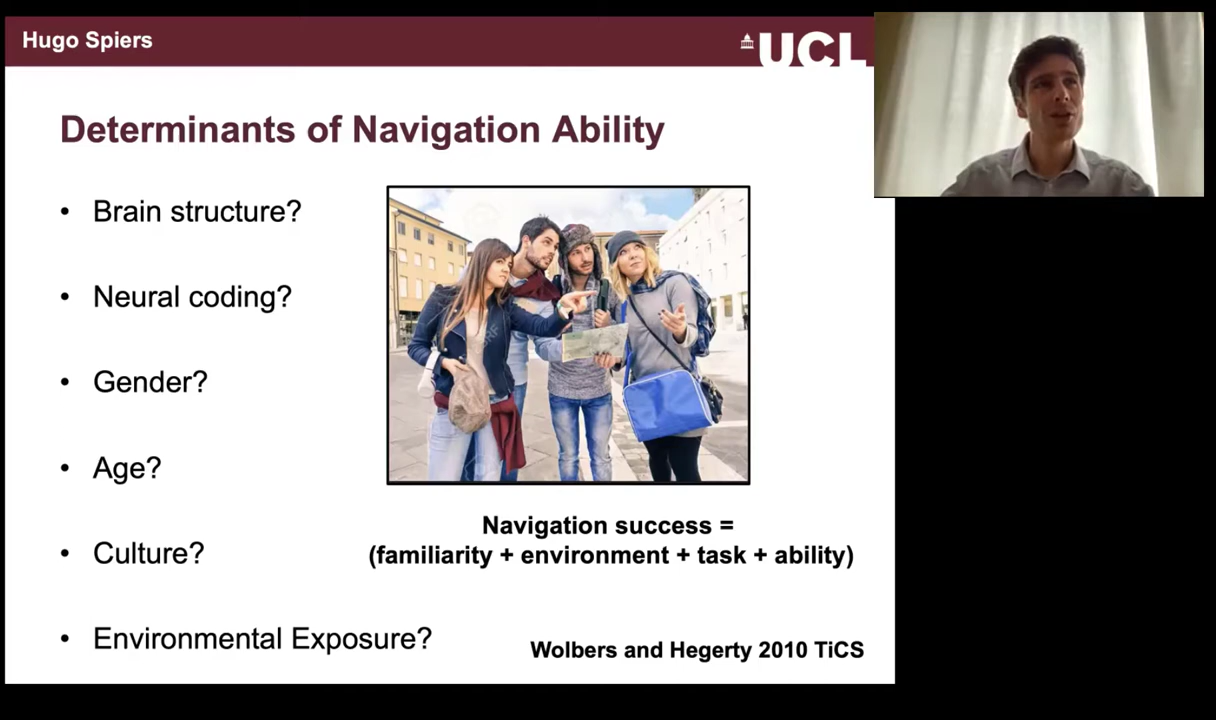 Hugo Spiers
UCL
Determinants of Navigation Ability
• Brain structure?
• Neural coding?
• Gender?
• Age?
• Culture?
• Environmental Exposure?
Navigation success =
(familiarity + environment + task + ability)
Wolbers and Hegerty 2010 TiCS